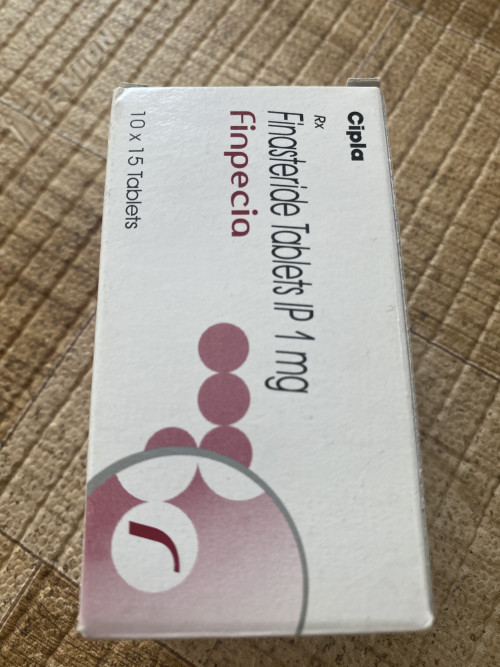 Cipla
Rx
Finasteride Tablets IP 1 mg
Finpecia
10 x 15 Tablets